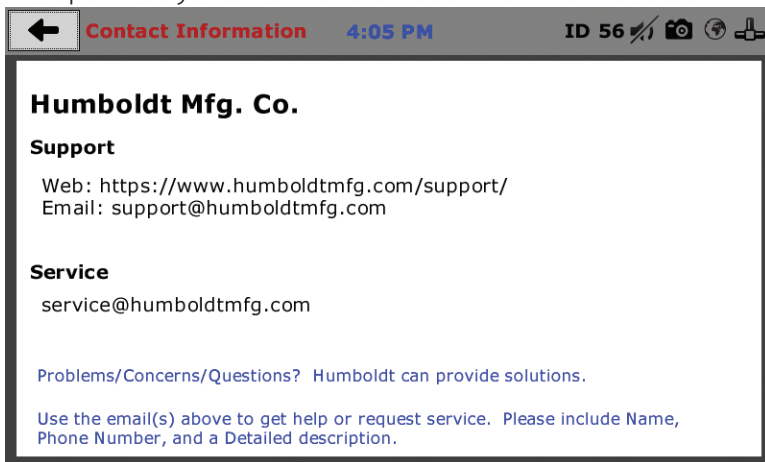 Contact Information 4:05 PM ID 56
Humboldt Mfg. Co.
Support
Web: https://www.humboldtmfg.com/support/
Email: support@humboldtmfg.com
Service
service@humboldtmfg.com
Problems/Concerns/Questions? Humboldt can provide solutions.
Use the email(s) above to get help or request service. Please include Name,
Phone Number, and a Detailed description.